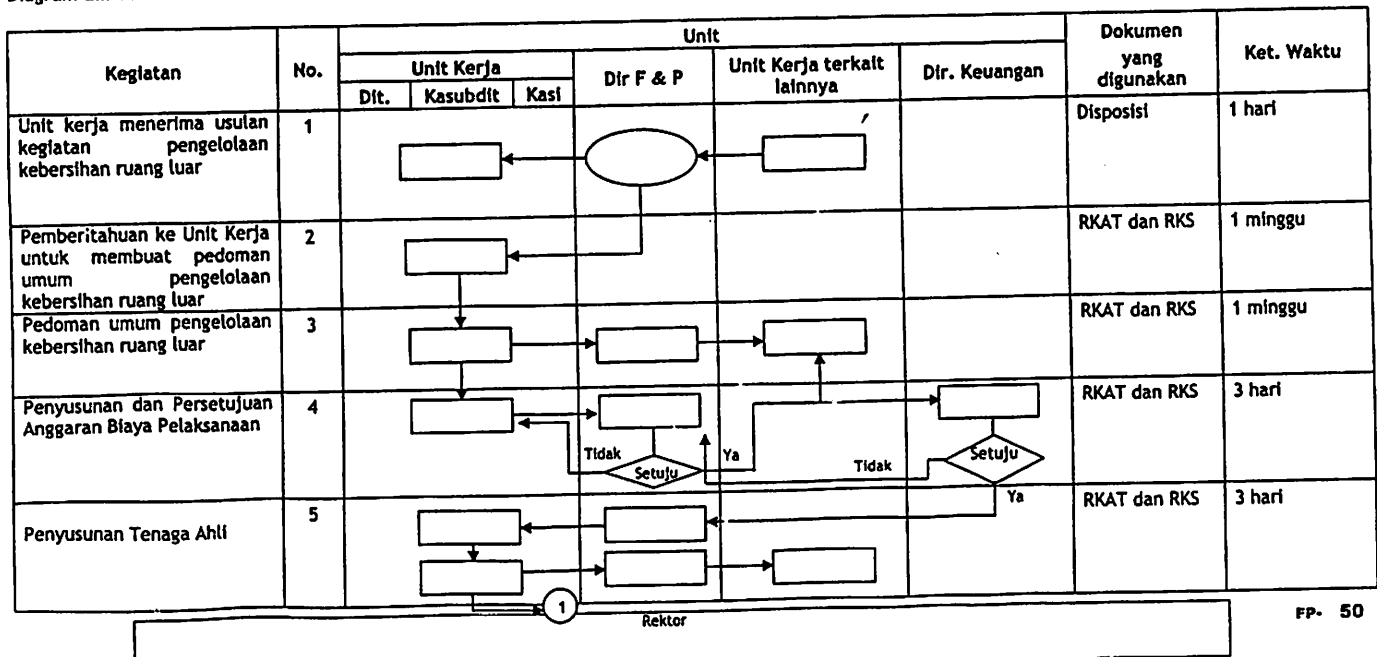 Unit
Dokumen
yang
digunakan
Ket. Waktu
Kegiatan
No.
Unit Kerja
Dir F & P
Unit Kerja terkait
lainnya
Dir. Keuangan
Dit.
Kasubdit
Kasi
Unit kerja menerima usulan
kegiatan pengelolaan
kebersihan ruang luar
1
Disposisi
1 hari
Pemberitahuan ke Unit Kerja
untuk membuat pedoman
umum pengelolaan
kebersihan ruang luar
2
RKAT dan RKS
1 minggu
Pedoman umum pengelolaan
kebersihan ruang luar
3
RKAT dan RKS
1 minggu
Penyusunan dan Persetujuan
Anggaran Biaya Pelaksanaan
4
Tidak
Setuju
Ya
Tidak
Setuju
Ya
RKAT dan RKS
3 hari
Penyusunan Tenaga Ahli
5
RKAT dan RKS
3 hari
1
Rektor
FP- 50